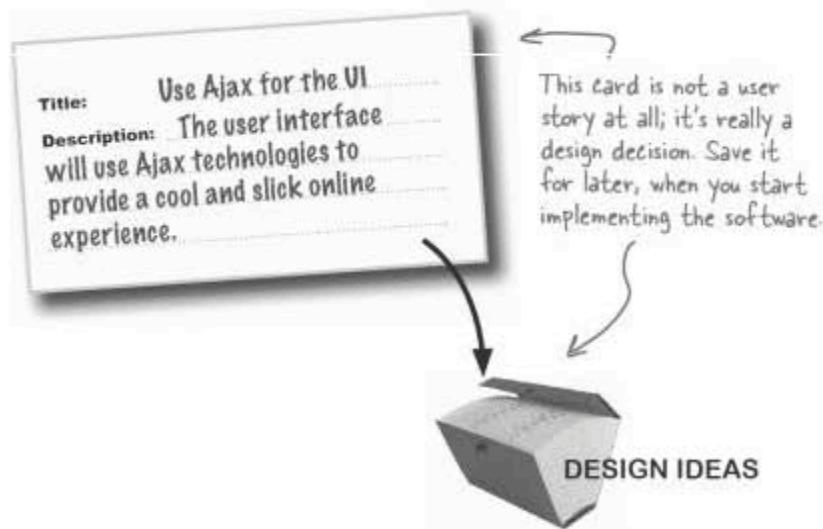 Title: Use Ajax for the UI
Description: The user interface
will use Ajax technologies to
provide a cool and slick online
experience.
This card is not a user
story at all; it's really a
design decision. Save it
for later, when you start
implementing the software.
DESIGN IDEAS